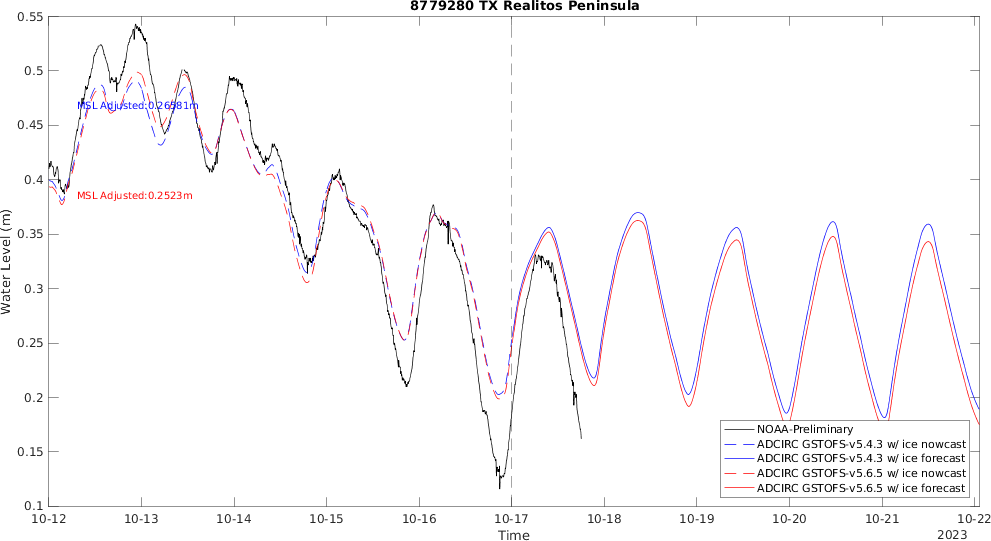 8779280 TX Realitos Peninsula
0.55
0.5
0.45
0.4
0.35
0.3
0.25
0.2
0.15
0.1
Water Level (m)
MSL Adjusted:0.26581m
MSL Adjusted:0.2523m
NOAA-Preliminary
ADCIRC GSTOFS-v5.4.3 w/ ice nowcast
ADCIRC GSTOFS-v5.4.3 w/ ice forecast
ADCIRC GSTOFS-v5.6.5 w/ ice nowcast
ADCIRC GSTOFS-v5.6.5 w/ ice forecast
10-12 10-13 10-14 10-15 10-16 10-17 10-18 10-19 10-20 10-21 10-22
Time
2023